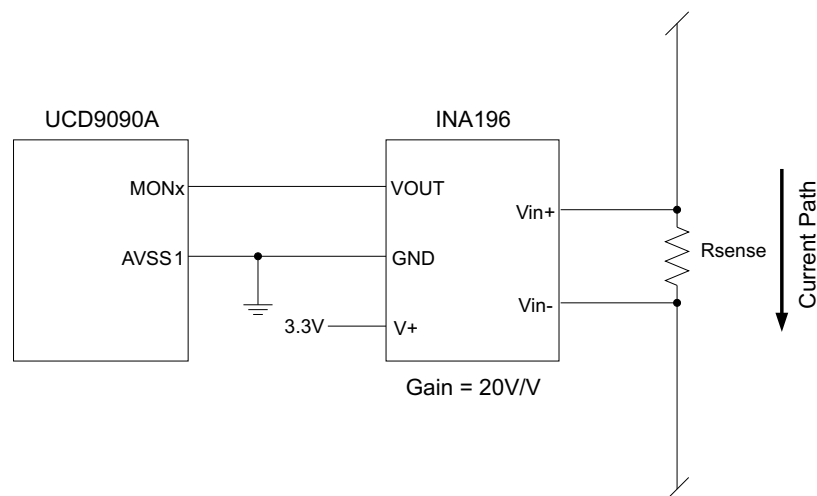 UCD9090A
INA196
MONx
VOUT
Vin+
AVSS1
GND
Rsense
Current Path
Vin-
3.3V
V+
Gain = 20V/V